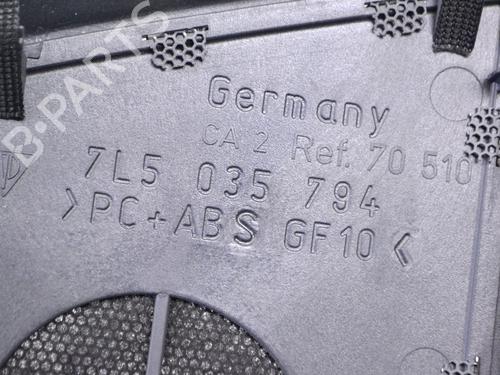 B-PARTS
Germany
CA 2 Ref. 70 510
7L5 035 794
>PC+ABS GF10<